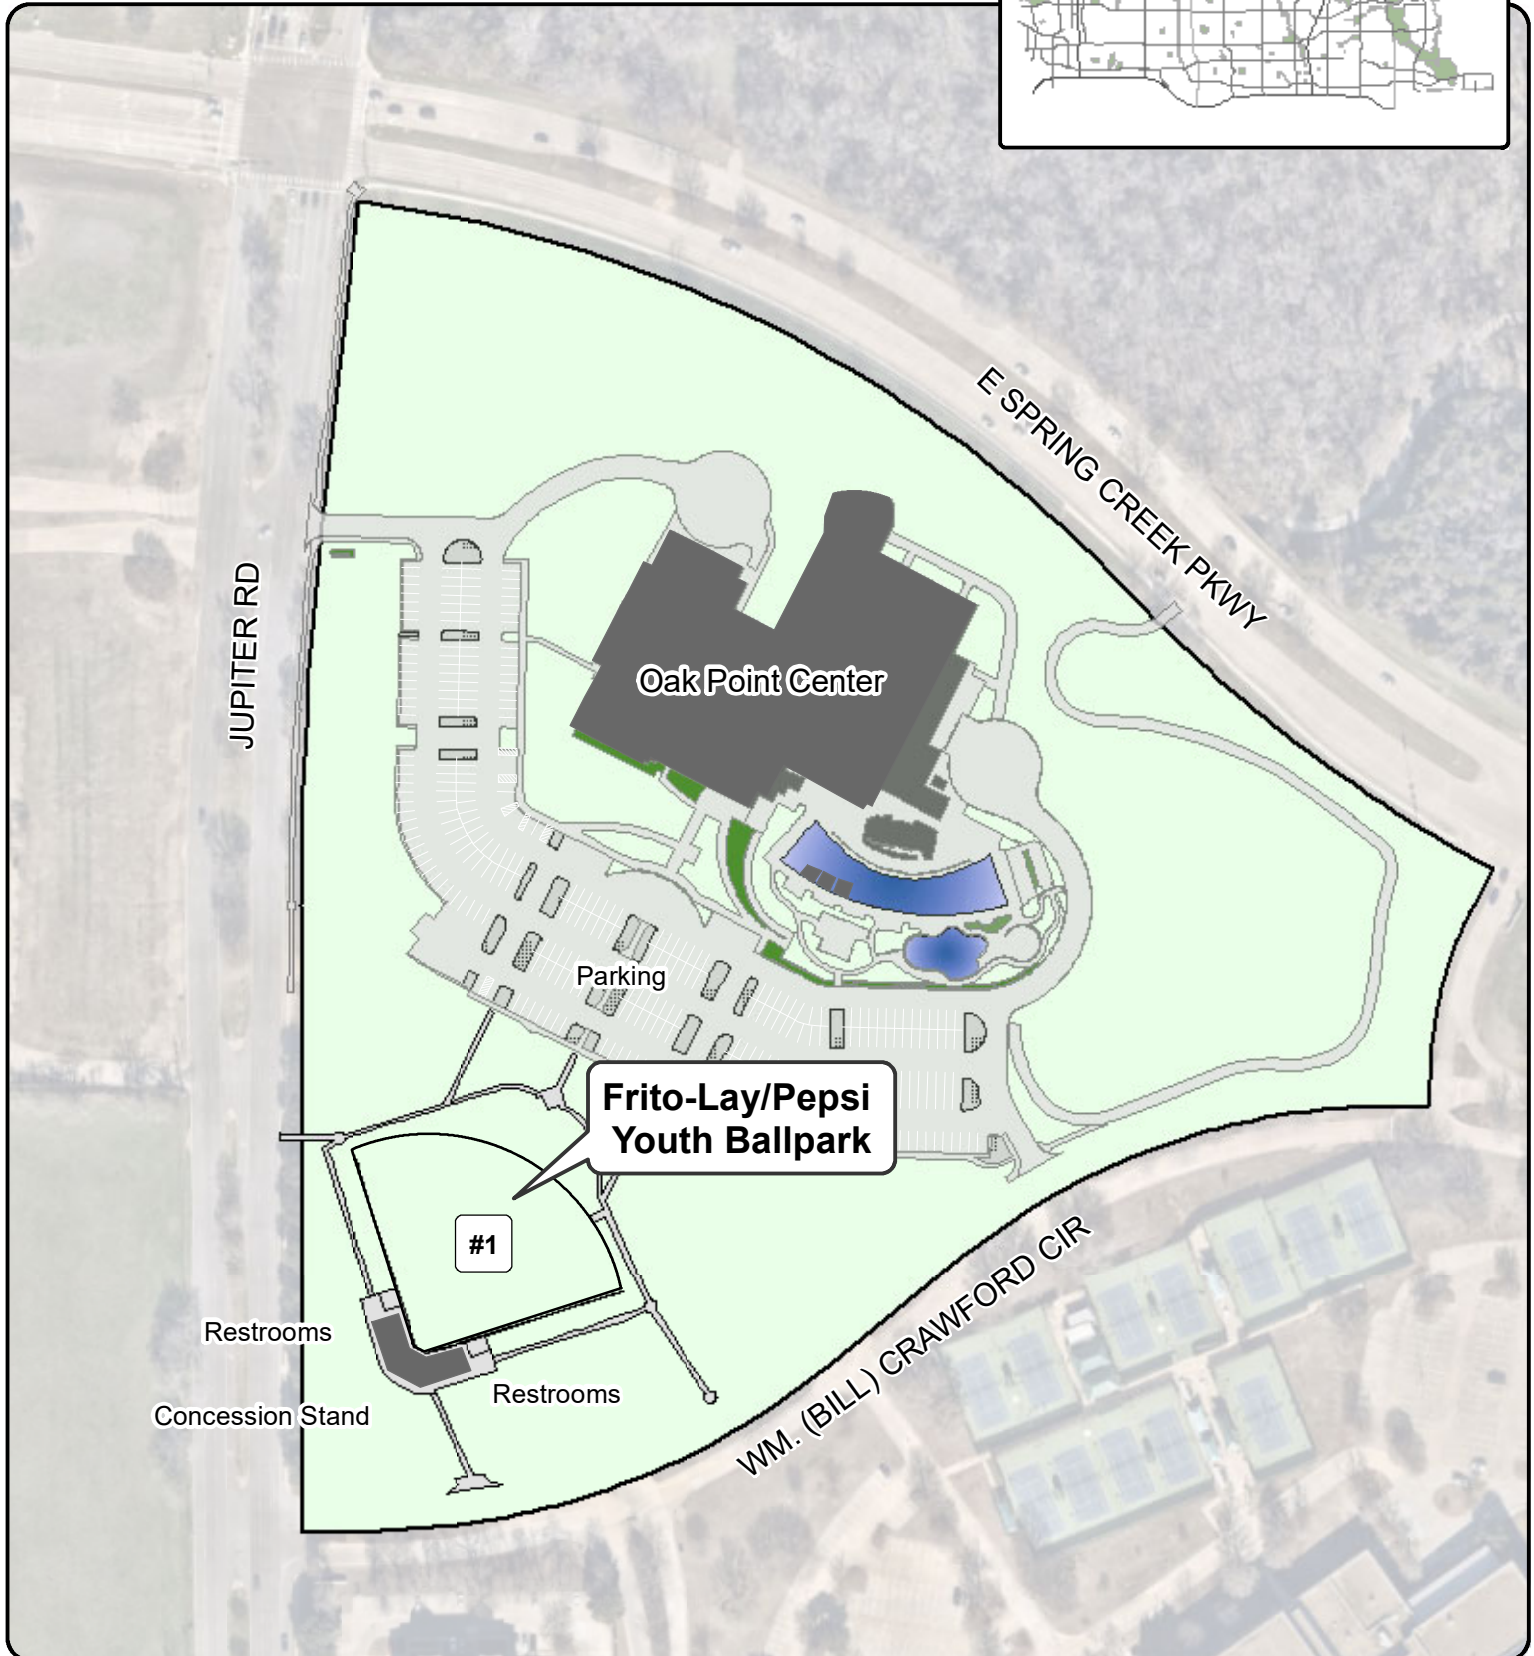 E SPRING CREEK PKWY
JUPITER RD
Oak Point Center
Parking
Frito-Lay/Pepsi
Youth Ballpark
#1
Restrooms
Restrooms
Concession Stand
WM. (BILL) CRAWFORD CIR